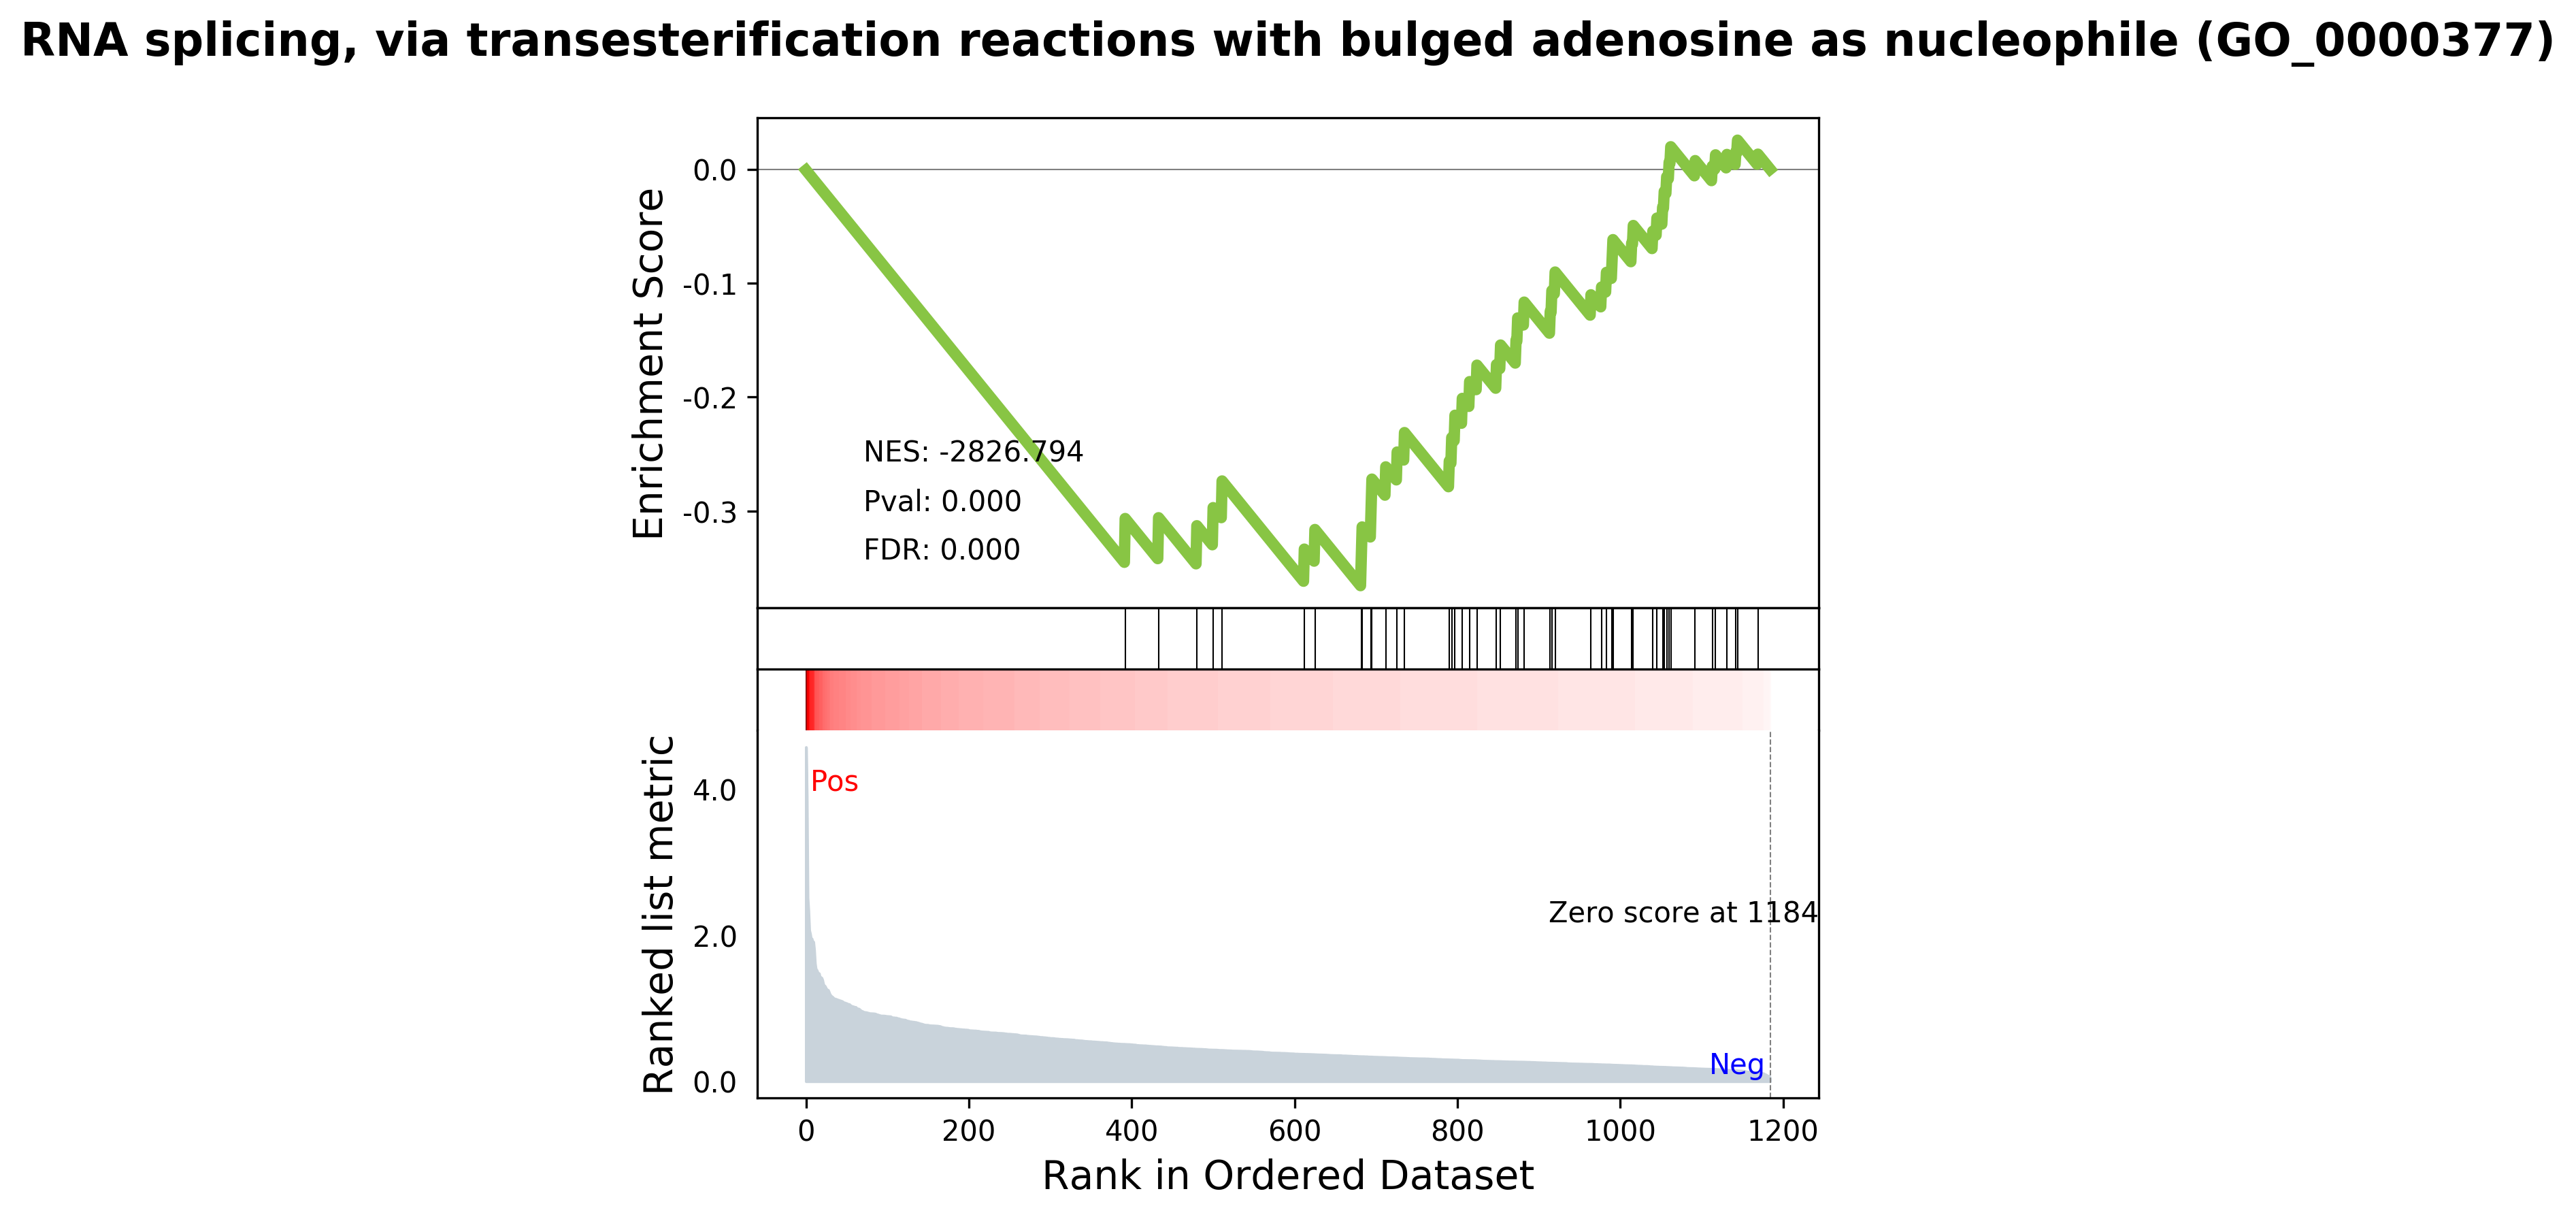 RNA splicing, via transesterification reactions with bulged adenosine as nucleophile (GO_0000377)
Enrichment Score
0.0
-0.1
-0.2
-0.3
NES: -2826.794
Pval: 0.000
FDR: 0.000
Ranked list metric
4.0
2.0
0.0
Pos
Zero score at 1184
Neg
0 200 400 600 800 1000 1200
Rank in Ordered Dataset